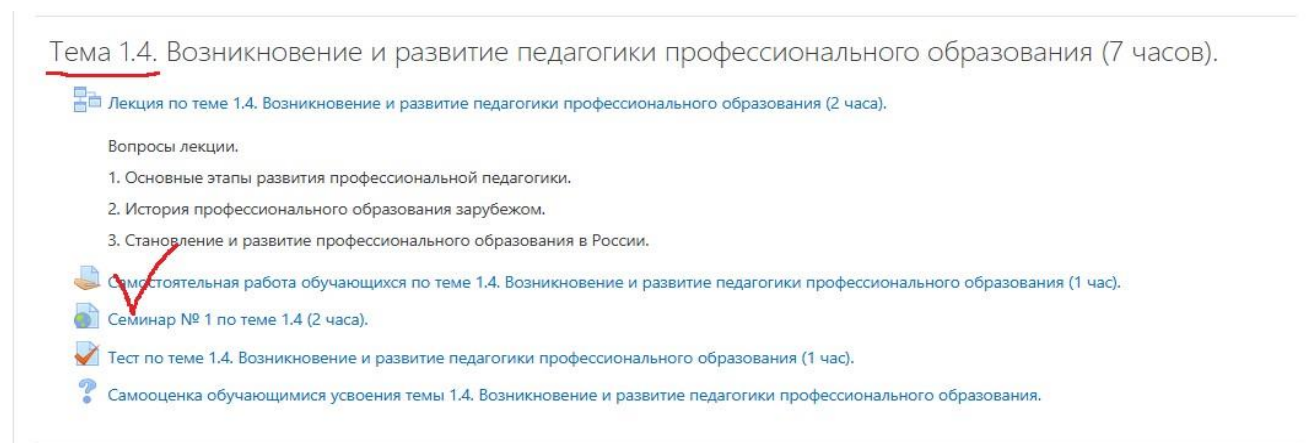 Тема 1.4. Возникновение и развитие педагогики профессионального образования (7 часов).
Лекция по теме 1.4. Возникновение и развитие педагогики профессионального образования (2 часа).
Вопросы лекции.
1. Основные этапы развития профессиональной педагогики.
2. История профессионального образования зарубежом.
3. Становление и развитие профессионального образования в России.
Самостоятельная работа обучающихся по теме 1.4. Возникновение и развитие педагогики профессионального образования (1 час).
Семинар № 1 по теме 1.4 (2 часа).
Тест по теме 1.4. Возникновение и развитие педагогики профессионального образования (1 час).
Самооценка обучающимися усвоения темы 1.4. Возникновение и развитие педагогики профессионального образования.